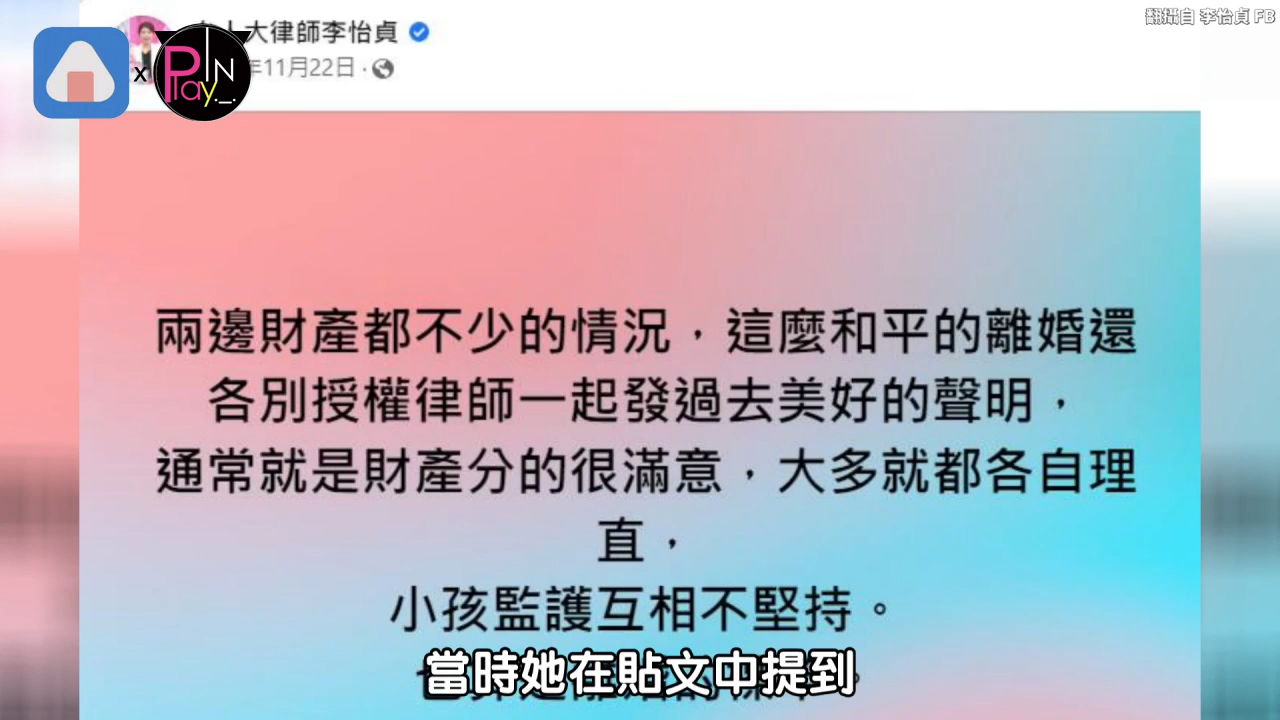 翻攝自 李怡貞 FB
大律師李怡貞
年11月22日
x
PlayIN
兩邊財產都不少的情況，這麼和平的離婚還
各別授權律師一起發過去美好的聲明，
通常就是財產分的很滿意，大多就都各自理
直，
小孩監護互相不堅持。
當時她在貼文中提到